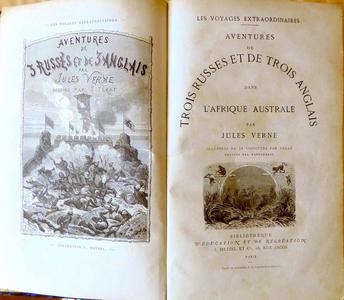 LES VOYAGES EXTRAORDINAIRES
AVENTURES
DE
3 RUSSES ET DE 3 ANGLAIS
PAR
JULES VERNE
COLLECTION J. HETZEL
LES VOYAGES EXTRAORDINAIRES
AVENTURES
DE
TROIS RUSSES ET DE TROIS ANGLAIS
DANS
L'AFRIQUE AUSTRALE
PAR
JULES VERNE
BIBLIOTHÈQUE
D'ÉDUCATION ET DE RÉCRÉATION
J. HETZEL ET Cie, 18, RUE JACOB
PARIS